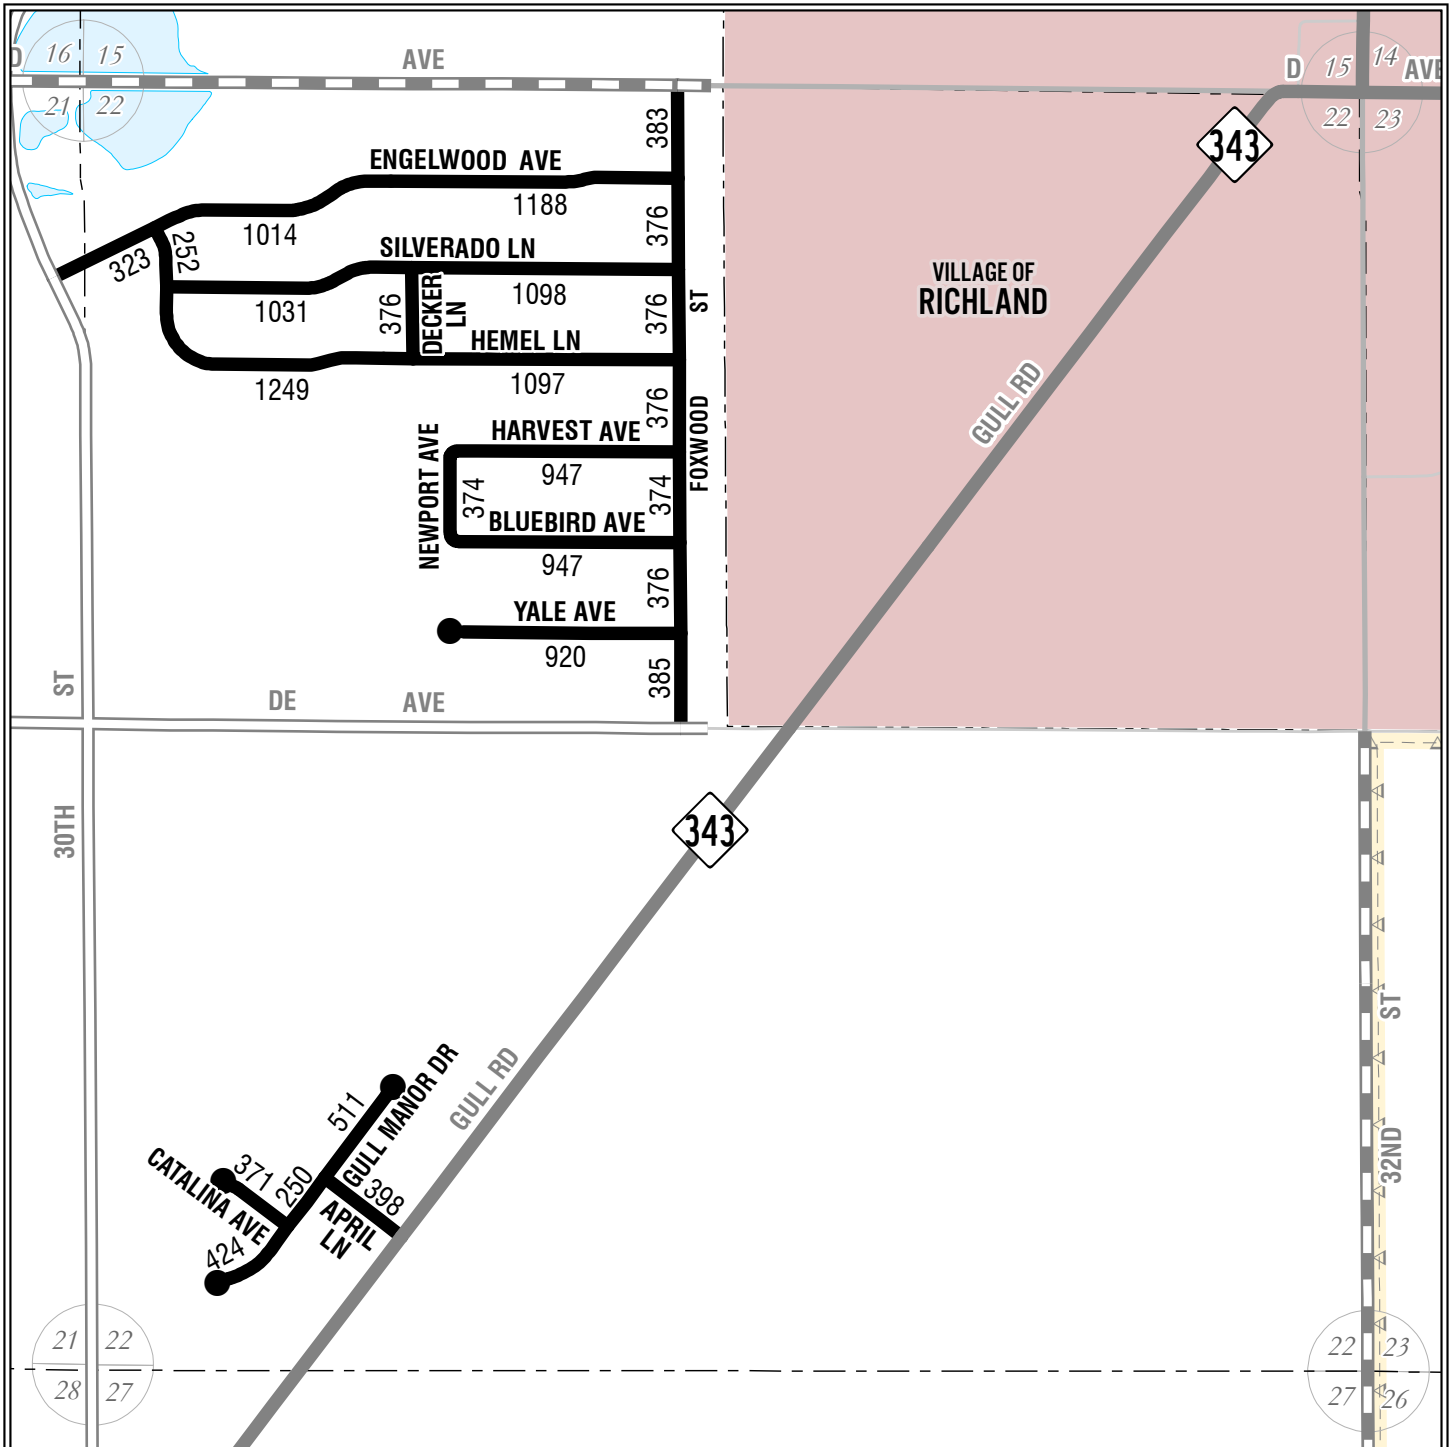 D
16 15
21 22
AVE
D
15 14
22 23
AVE
343
383
ENGELWOOD AVE
1188
1014
323
252
376
SILVERADO LN
1098
1031
376
DECKER
LN
376
ST
HEMEL LN
1097
1249
376
FOXWOOD
HARVEST AVE
947
NEWPORT AVE
374
374
BLUEBIRD AVE
947
376
YALE AVE
920
385
VILLAGE OF
RICHLAND
GULL RD
ST
DE AVE
30TH
343
GULL RD
ST
32ND
511
GULL MANOR DR
371
250
CATALINA AVE
398
APRIL
LN
424
21 22
28 27
22 23
27 26